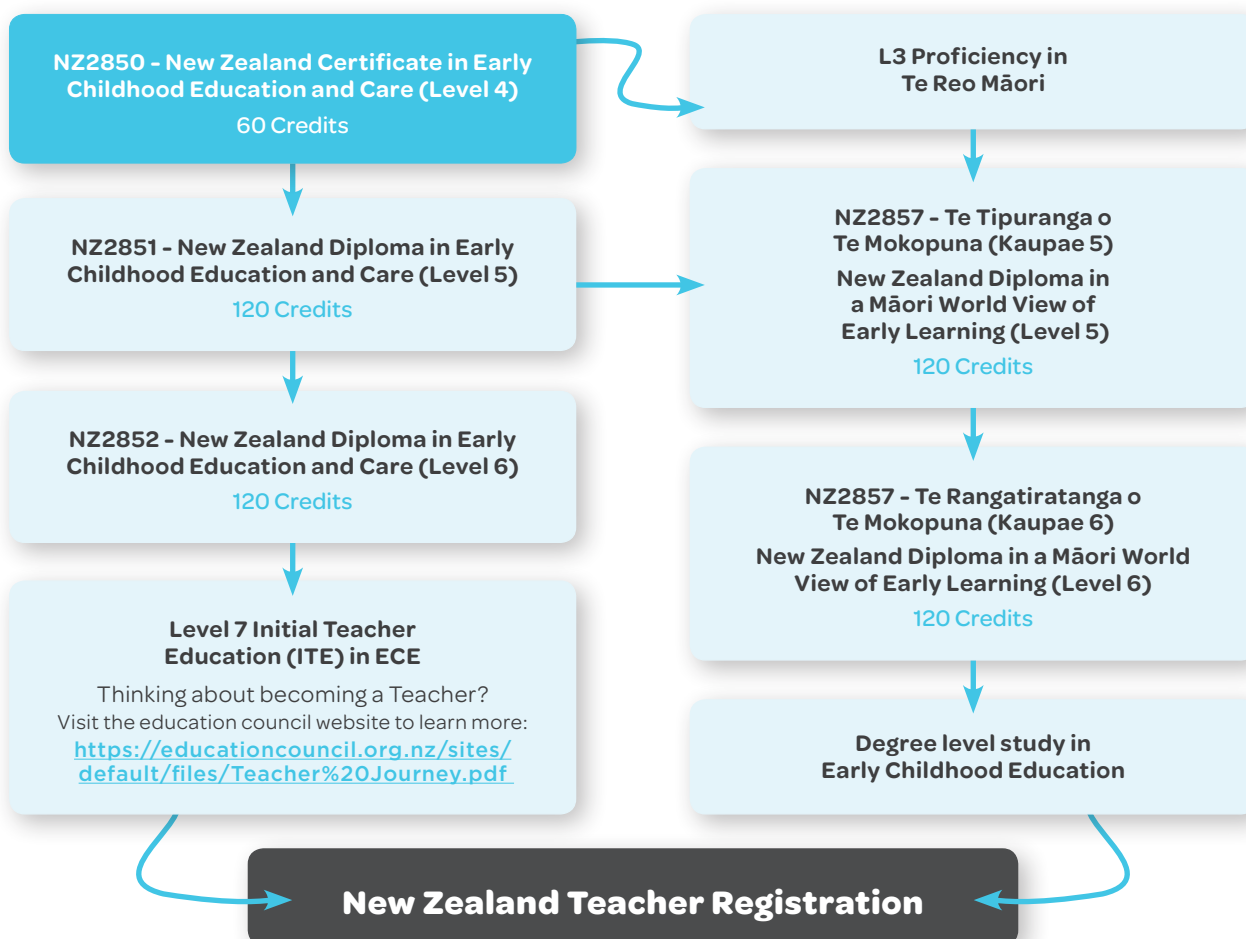 NZ2850 - New Zealand Certificate in Early
Childhood Education and Care (Level 4)
60 Credits
NZ2851 - New Zealand Diploma in Early
Childhood Education and Care (Level 5)
120 Credits
NZ2852 - New Zealand Diploma in Early
Childhood Education and Care (Level 6)
120 Credits
Level 7 Initial Teacher
Education (ITE) in ECE
Thinking about becoming a Teacher?
Visit the education council website to learn more:
https://educationcouncil.org.nz/sites/
default/files/Teacher%20Journey.pdf
L3 Proficiency in
Te Reo Māori
NZ2857 - Te Tipuranga o
Te Mokopuna (Kaupae 5)
New Zealand Diploma in
a Māori World View of
Early Learning (Level 5)
120 Credits
NZ2857 - Te Rangatiratanga o
Te Mokopuna (Kaupae 6)
New Zealand Diploma in a Māori World
View of Early Learning (Level 6)
120 Credits
Degree level study in
Early Childhood Education
New Zealand Teacher Registration